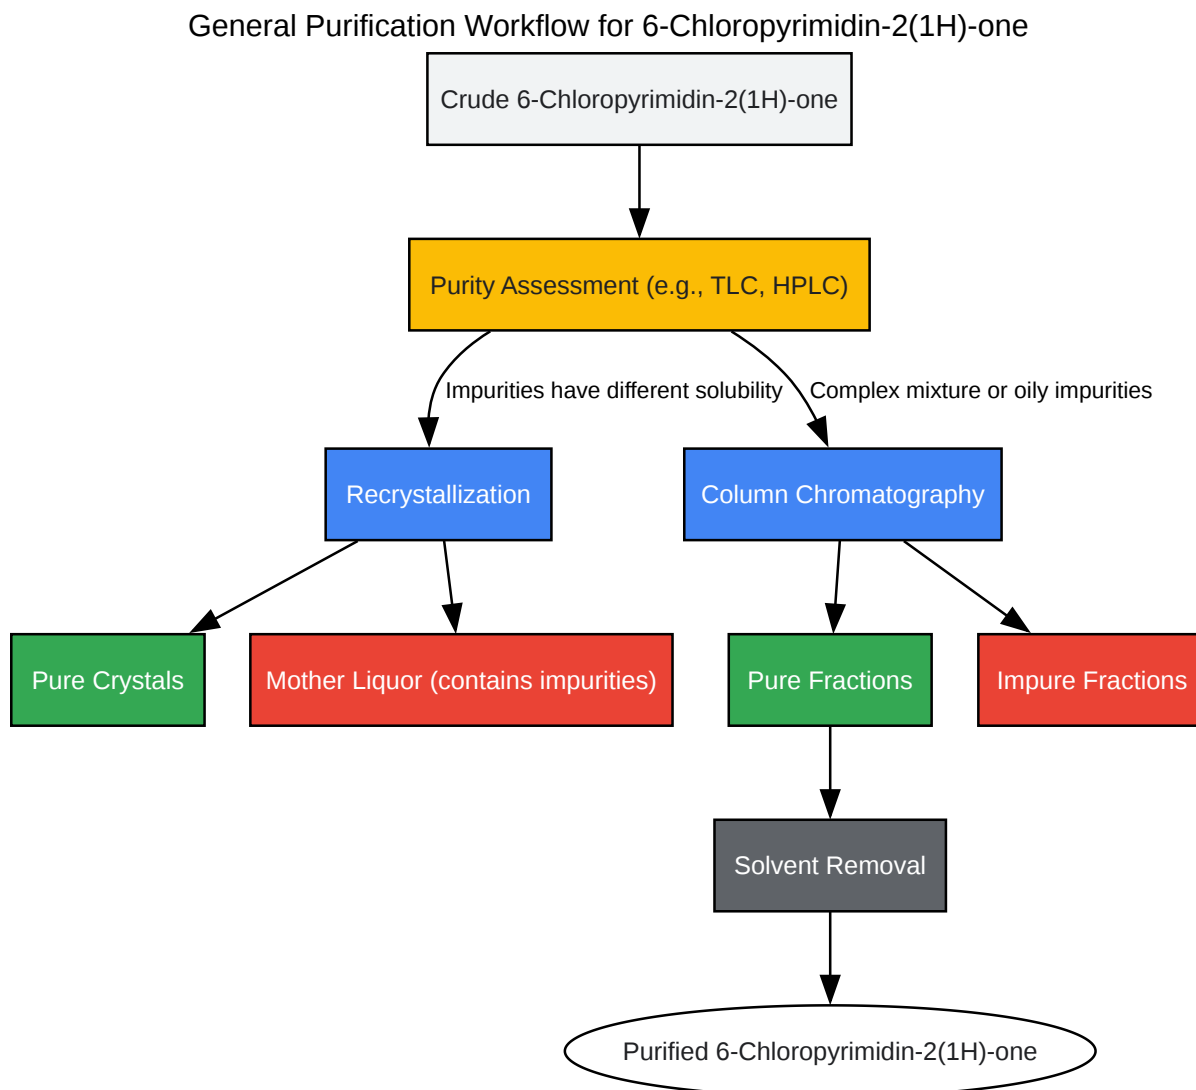 General Purification Workflow for 6-Chloropyrimidin-2(1H)-one
Crude 6-Chloropyrimidin-2(1H)-one
Purity Assessment (e.g., TLC, HPLC)
Impurities have different solubility
Complex mixture or oily impurities
Recrystallization
Column Chromatography
Pure Crystals
Mother Liquor (contains impurities)
Pure Fractions
Impure Fractions
Solvent Removal
Purified 6-Chloropyrimidin-2(1H)-one